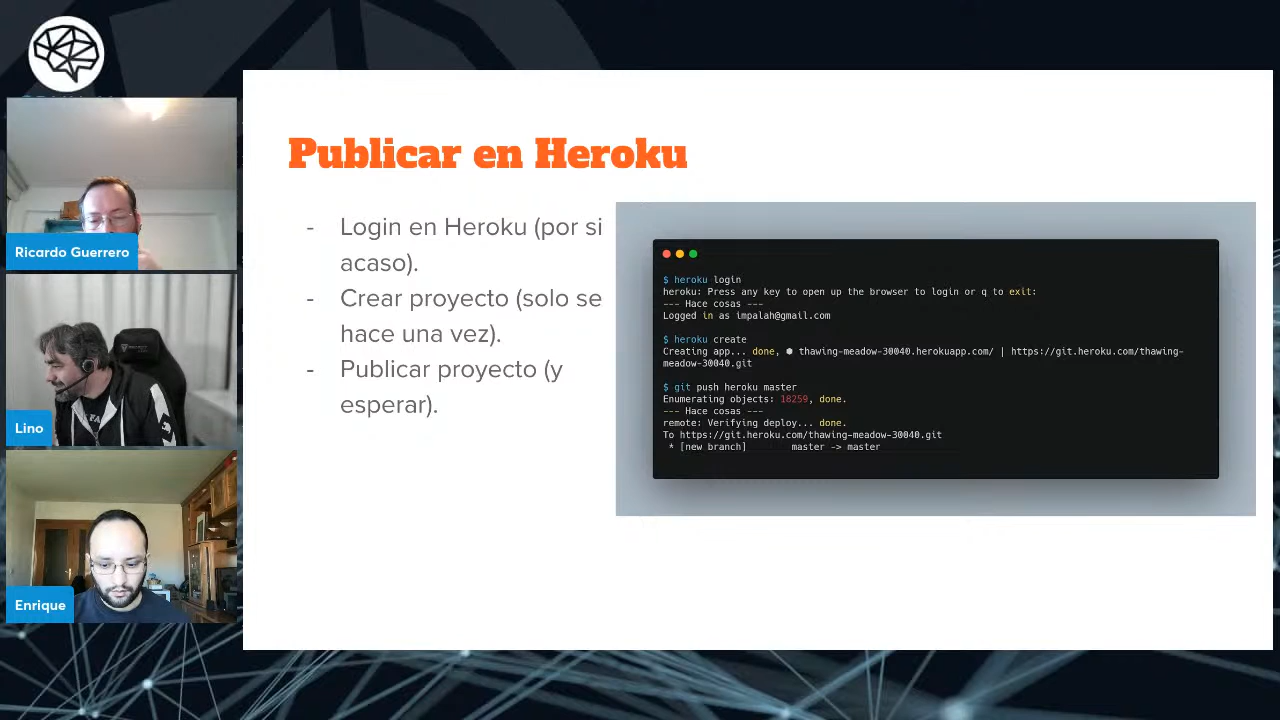 Publicar en Heroku
- Login en Heroku (por si
acaso).
- Crear proyecto (solo se
hace una vez).
- Publicar proyecto (y
esperar).
$ heroku login
heroku: Press any key to open up the browser to login or q to exit:
--- Hace cosas ---
Logged in as impalah@gmail.com
$ heroku create
Creating app... done, ⬢ thawing-meadow-30040.herokuapp.com/ | https://git.heroku.com/thawing-
meadow-30040.git
$ git push heroku master
Enumerating objects: 18259, done.
--- Hace cosas ---
remote: Verifying deploy... done.
To https://git.heroku.com/thawing-meadow-30040.git
* [new branch] master -> master
Ricardo Guerrero
Lino
Enrique